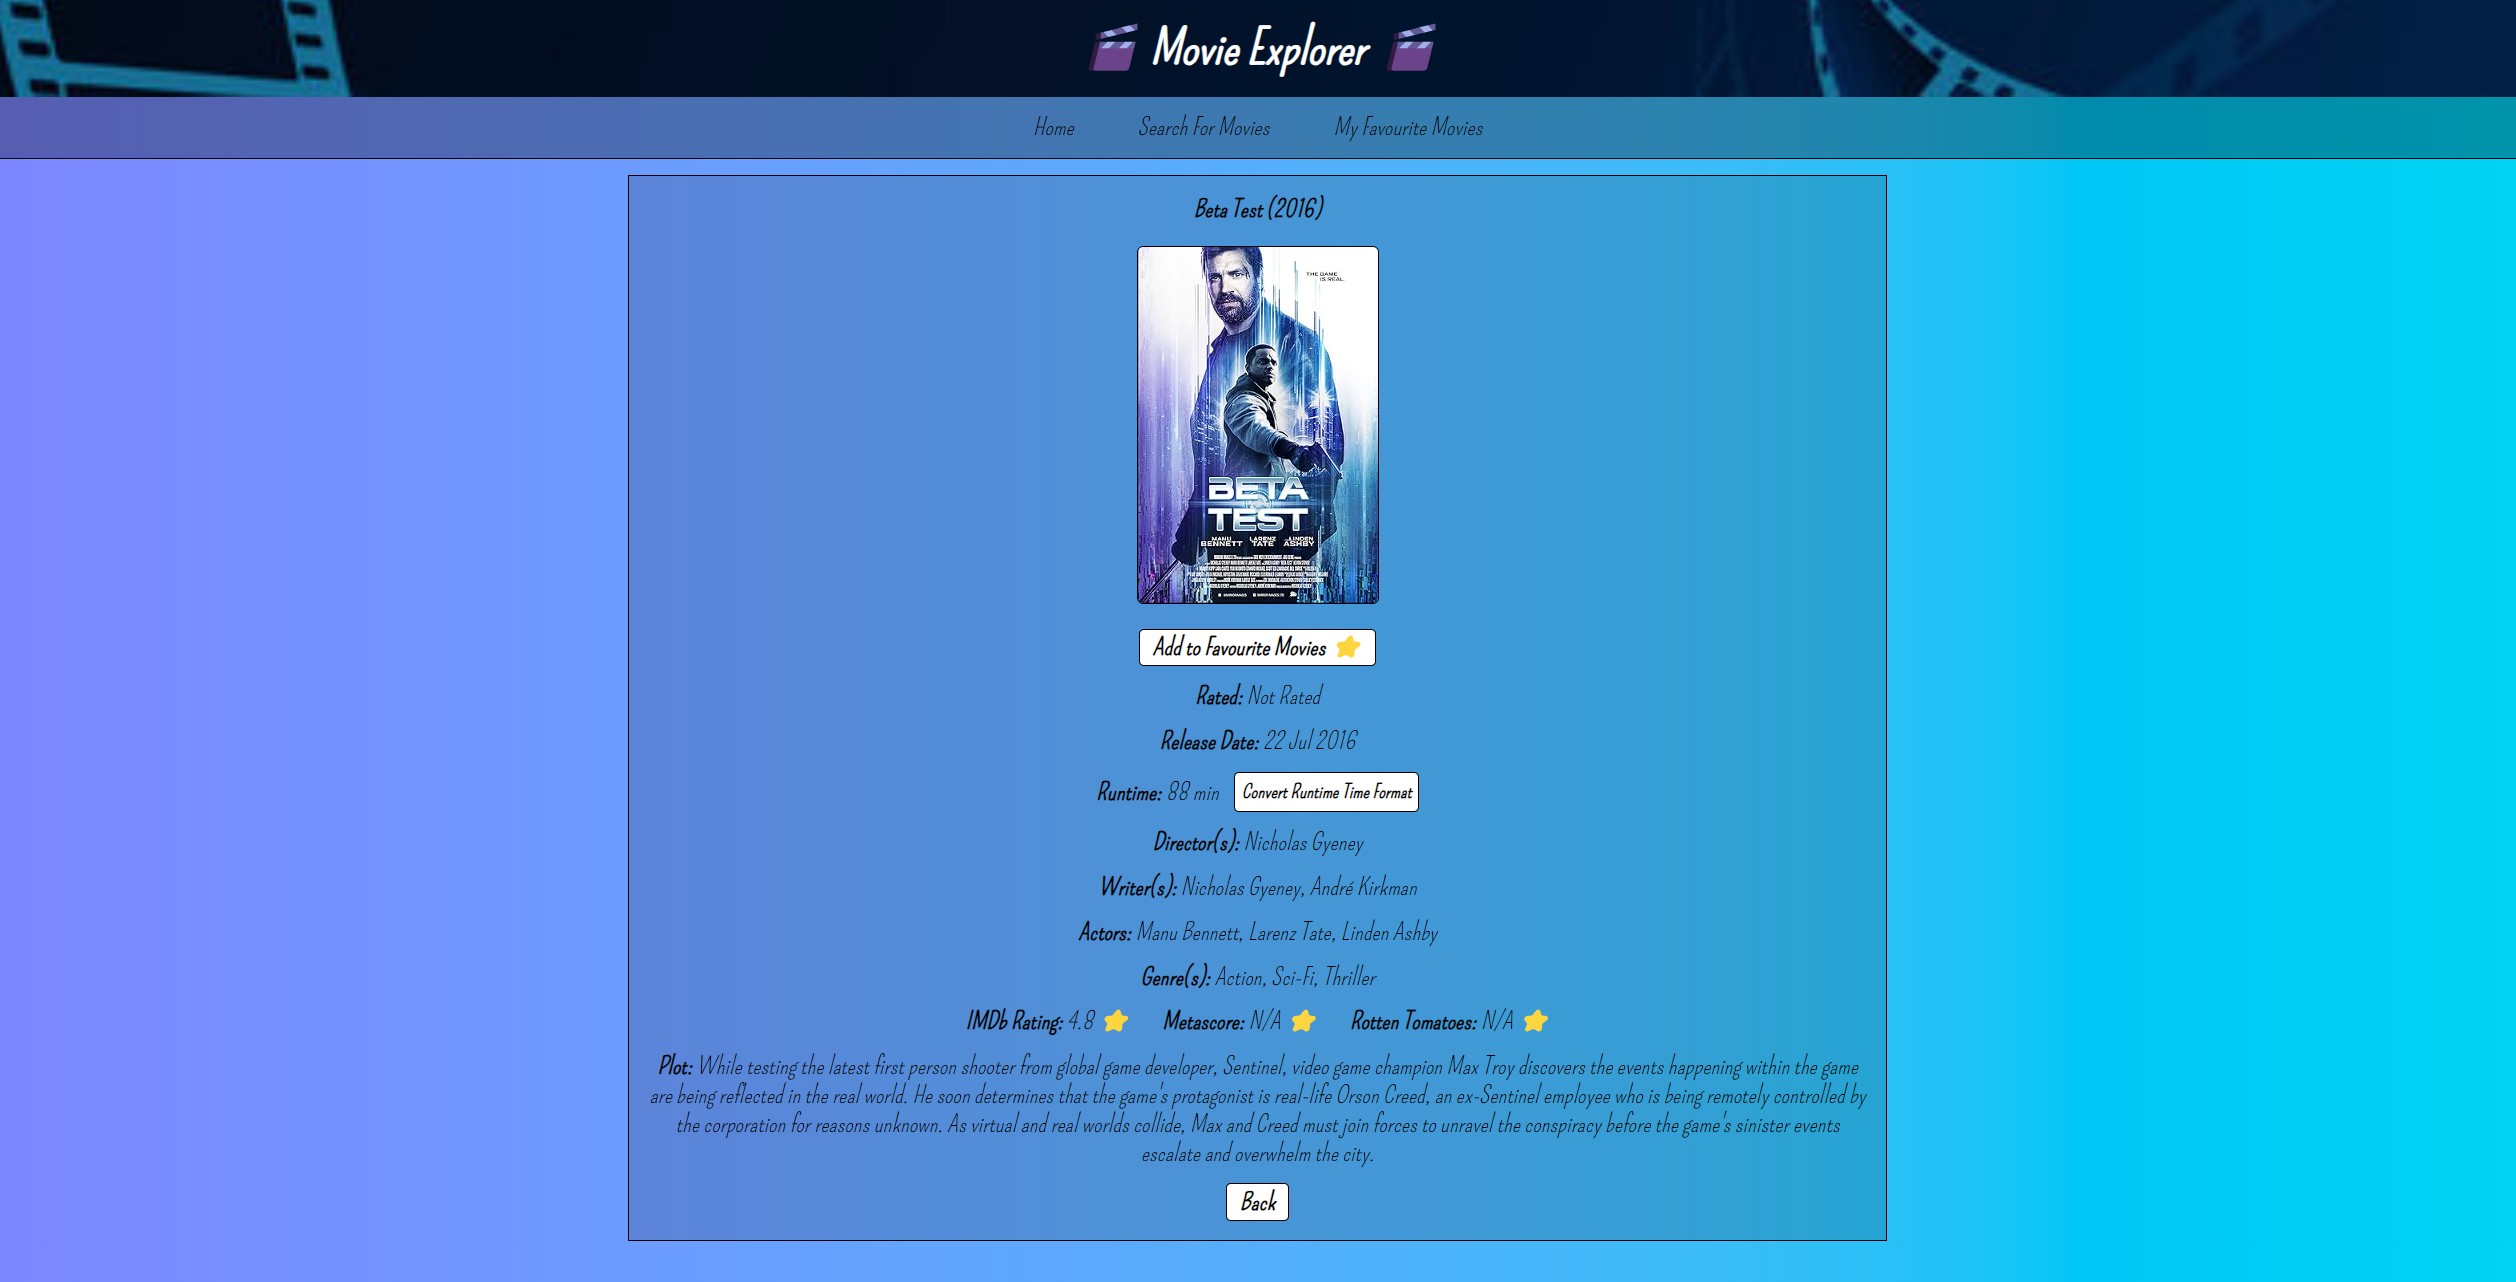 Movie Explorer
Home
Search For Movies
My Favourite Movies
Beta Test (2016)
THE GAME
IS REAL.
BETA
TEST
MANU BENNETT LARENZ TATE LINDEN ASHBY
Add to Favourite Movies
Rated: Not Rated
Release Date: 22 Jul 2016
Runtime: 88 min Convert Runtime Time Format
Director(s): Nicholas Gyeney
Writer(s): Nicholas Gyeney, André Kirkman
Actors: Manu Bennett, Larenz Tate, Linden Ashby
Genre(s): Action, Sci-Fi, Thriller
IMDb Rating: 4.8 Metascore: N/A Rotten Tomatoes: N/A
Plot: While testing the latest first person shooter from global game developer, Sentinel, video game champion Max Troy discovers the events happening within the game
are being reflected in the real world. He soon determines that the game's protagonist is real-life Orson Creed, an ex-Sentinel employee who is being remotely controlled by
the corporation for reasons unknown. As virtual and real worlds collide, Max and Creed must join forces to unravel the conspiracy before the game's sinister events
escalate and overwhelm the city.
Back